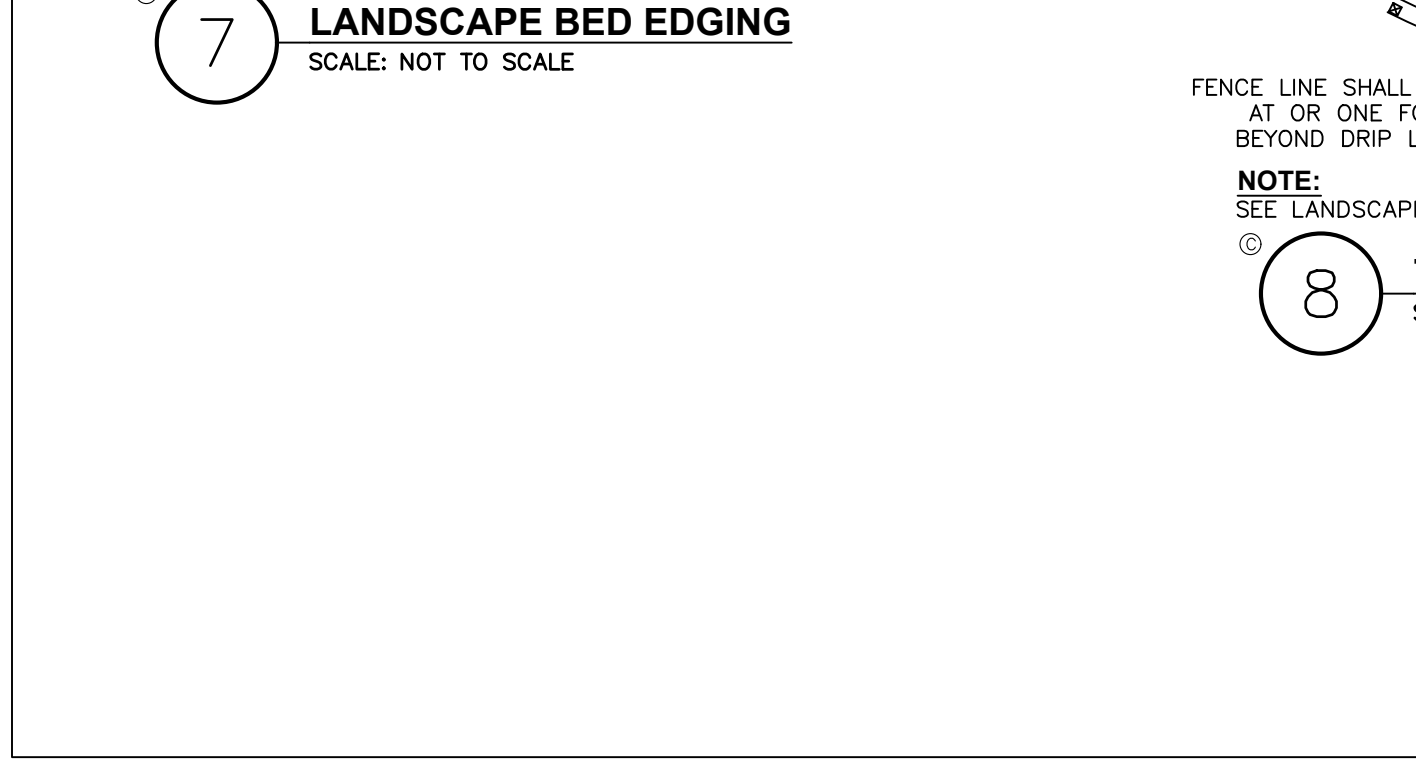 7
LANDSCAPE BED EDGING
SCALE: NOT TO SCALE
FENCE LINE SHALL
AT OR ONE
BEYOND DRIP
NOTE:
SEE
©
8